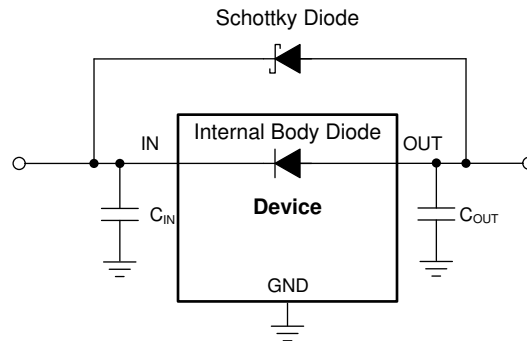 Schottky Diode
Internal Body Diode
IN
OUT
C_IN
Device
C_OUT
GND